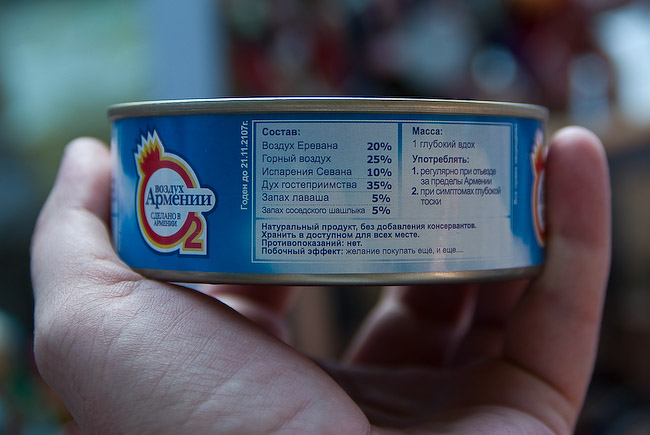 ВОЗДУХ
АРМЕНИИ
СДЕЛАНО В
АРМЕНИИ
O2
Годен до 21.11.2107г.
Состав:
Воздух Еревана 20%
Горный воздух 25%
Испарения Севана 10%
Дух гостеприимства 35%
Запах лаваша 5%
Запах соседского шашлыка 5%
Масса:
1 глубокий вдох
Употреблять:
1. регулярно при отъезде
за пределы Армении
2. при симптомах глубокой
тоски
Натуральный продукт, без добавления консервантов.
Хранить в доступном для всех месте.
Противопоказаний: нет.
Побочный эффект: желание покупать ещё, и еще....